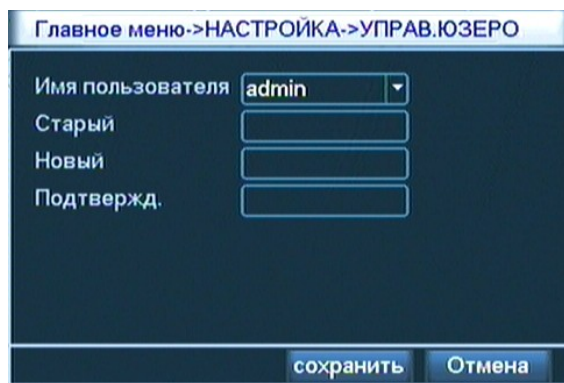 Главное меню->НАСТРОЙКА->УПРАВ.ЮЗЕРО
Имя пользователя admin
Старый
Новый
Подтвержд.
сохранить Отмена